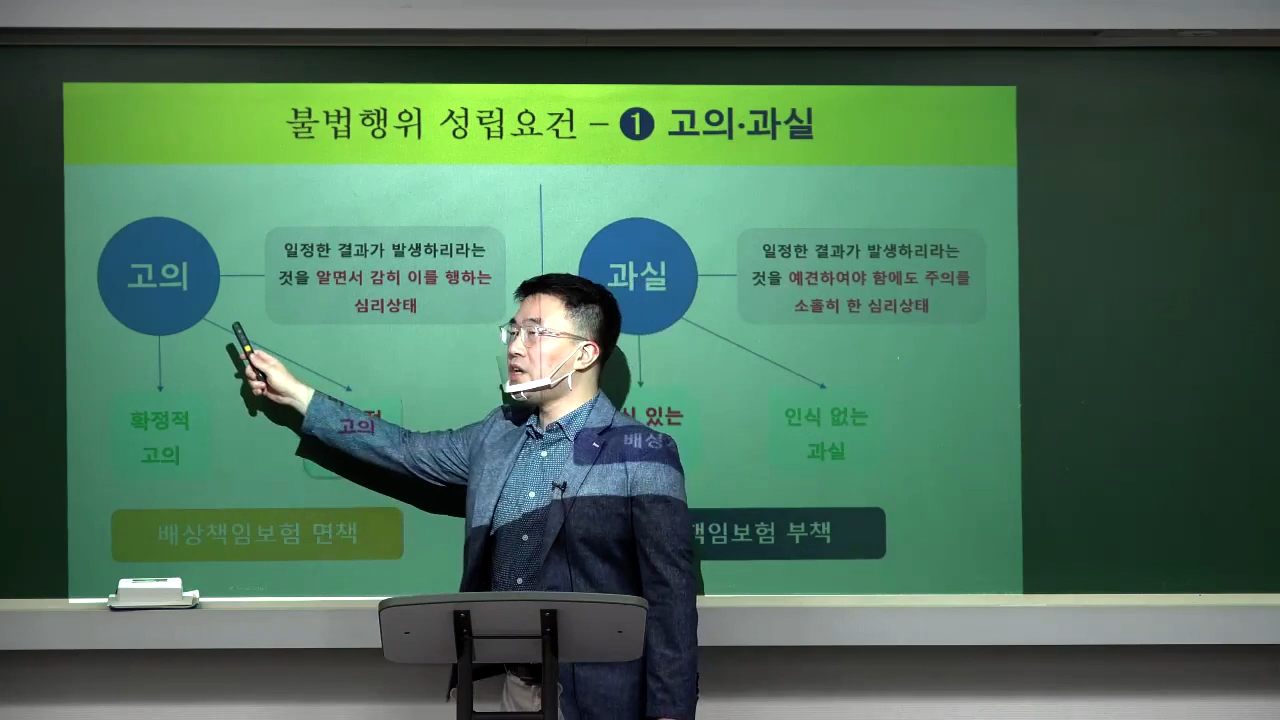 불법행위 성립요건 – ❶ 고의·과실
고의
일정한 결과가 발생하리라는
것을 알면서 감히 이를 행하는
심리상태
확정적
고의
고의
배상책임보험 면책
과실
일정한 결과가 발생하리라는
것을 예견하여야 함에도 주의를
소홀히 한 심리상태
있는
인식 없는
과실
배상
책임보험 부책